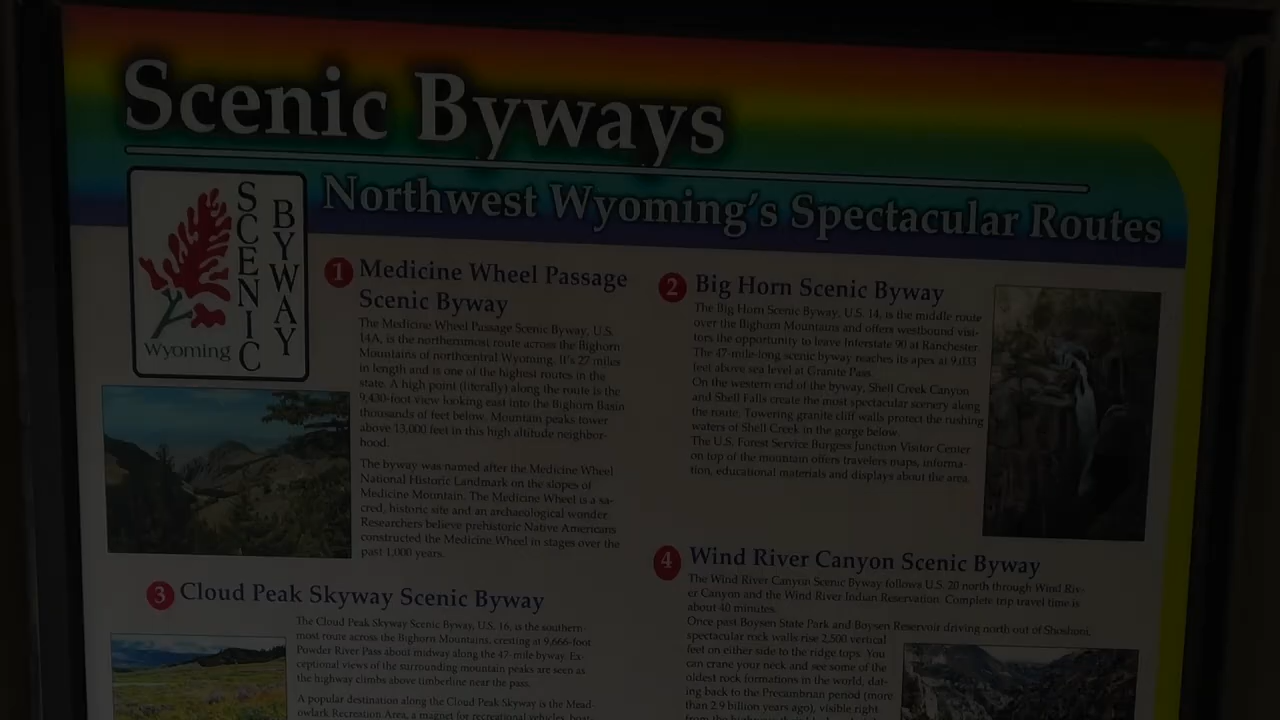 Scenic Byways
Northwest Wyoming's Spectacular Routes
SCENIC
BYWAY
Wyoming
1 Medicine Wheel Passage
Scenic Byway
The Medicine Wheel Passage Scenic Byway, U.S.
14A, is the northernmost route across the Bighorn
Mountains of northcentral Wyoming. It's 27 miles
in length and is one of the highest routes in the
state. A high point (literally) along the route is the
9,430-foot view looking east into the Bighorn Basin
thousands of feet below. Mountain peaks tower
above 13,000 feet in this high altitude neighbor-
hood.
The byway was named after the Medicine Wheel
National Historic Landmark on the slopes of
Medicine Mountain. The Medicine Wheel is a sa-
cred, historic site and an archaeological wonder.
Researchers believe prehistoric Native Americans
constructed the Medicine Wheel in stages over the
past 1,000 years.
2 Big Horn Scenic Byway
The Big Horn Scenic Byway, U.S. 14, is the middle route
over the Bighorn Mountains and offers westbound visi-
tors the opportunity to leave Interstate 90 at Ranchester.
The 47-mile-long scenic byway reaches its apex at 9,033
feet above sea level at Granite Pass.
On the western end of the byway, Shell Creek Canyon
and Shell Falls create the most spectacular scenery along
the route. Towering granite cliff walls protect the rushing
waters of Shell Creek in the gorge below.
The U.S. Forest Service Burgess Junction Visitor Center
on top of the mountain offers travelers maps, informa-
tion, educational materials and displays about the area.
3 Cloud Peak Skyway Scenic Byway
The Cloud Peak Skyway Scenic Byway, U.S. 16, is the southern-
most route across the Bighorn Mountains, cresting at 9,666-foot
Powder River Pass about midway along the 47-mile byway. Ex-
ceptional views of the surrounding mountain peaks are seen as
the highway climbs above timberline near the pass.
A popular destination along the Cloud Peak Skyway is the Mead-
owlark Recreation Area, a magnet for recreational vehicles, boat-
4 Wind River Canyon Scenic Byway
The Wind River Canyon Scenic Byway follows U.S. 20 north through Wind Riv-
er Canyon and the Wind River Indian Reservation. Complete trip travel time is
about 40 minutes.
Once past Boysen State Park and Boysen Reservoir driving north out of Shoshoni,
spectacular rock walls rise 2,500 vertical
feet on either side to the ridge tops. You
can crane your neck and see some of the
oldest rock formations in the world, dat-
ing back to the Precambrian period (more
than 2.9 billion years ago), visible right